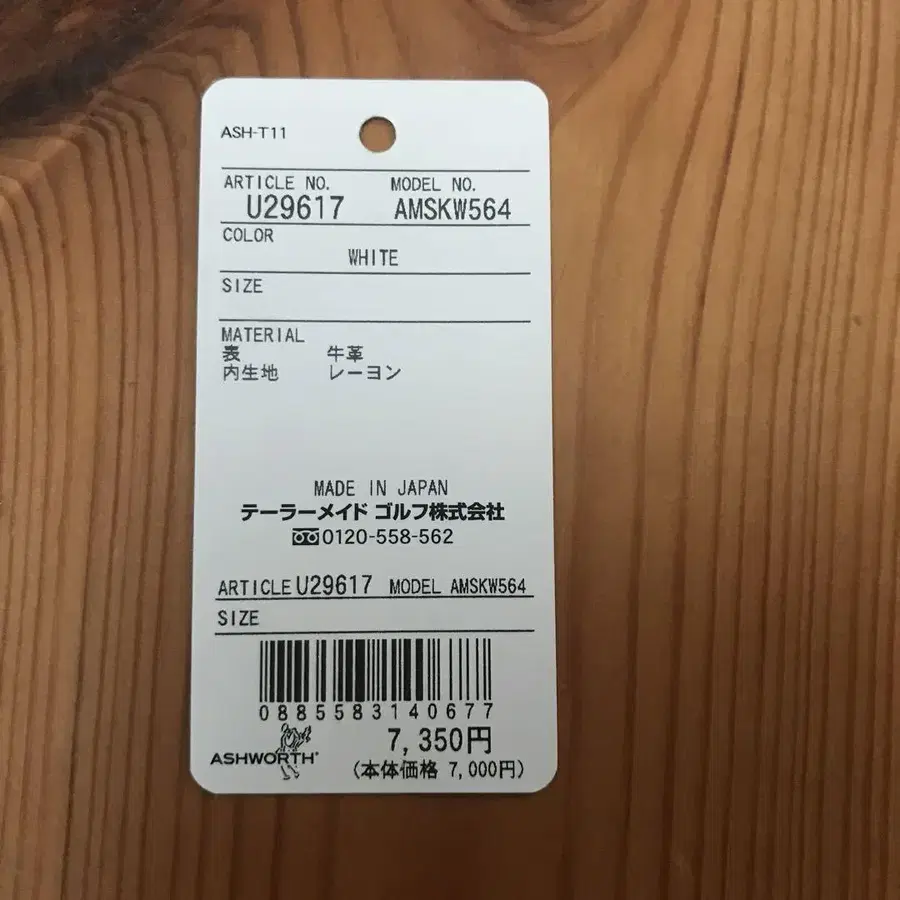 ASH-T11
ARTICLE NO. MODEL NO.
U29617 AMSKW564
COLOR
WHITE
SIZE
MATERIAL
表 牛革
内生地 レーヨン
MADE IN JAPAN
テーラーメイド ゴルフ株式会社
0120-558-562
ARTICLE U29617 MODEL AMSKW564
SIZE
0885583140677
7,350円
ASHWORTH
(本体価格 7,000円)